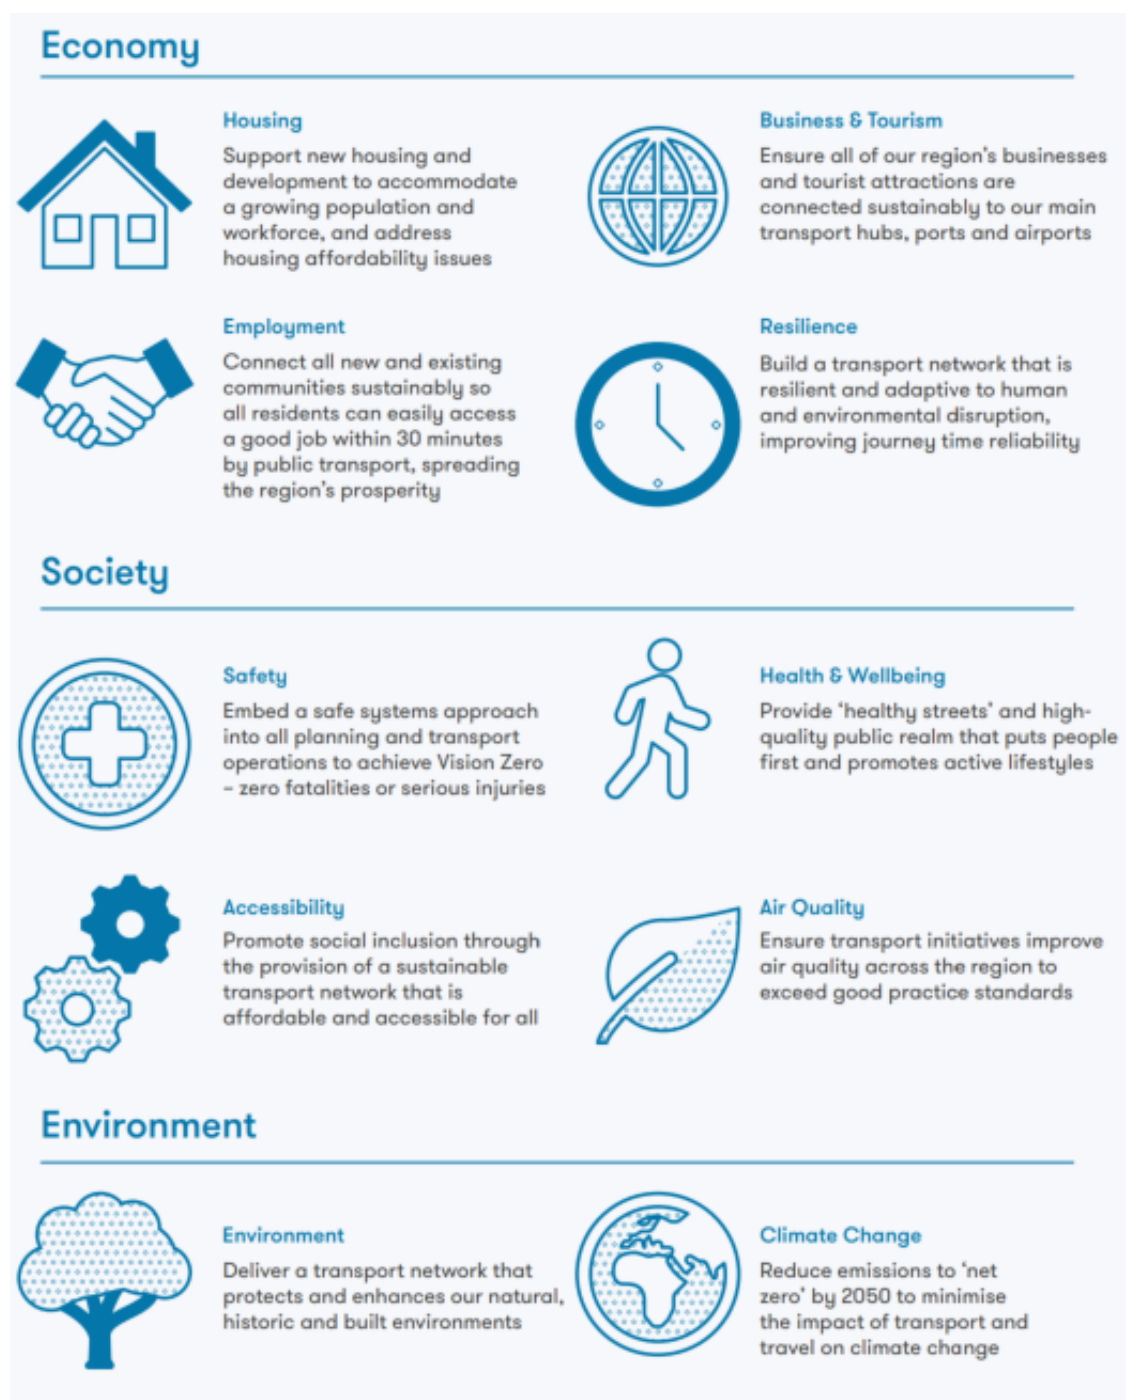 Economy
Housing
Support new housing and
development to accommodate
a growing population and
workforce, and address
housing affordability issues
Business & Tourism
Ensure all of our region's businesses
and tourist attractions are
connected sustainably to our main
transport hubs, ports and airports
Employment
Connect all new and existing
communities sustainably so
all residents can easily access
a good job within 30 minutes
by public transport, spreading
the region's prosperity
Resilience
Build a transport network that is
resilient and adaptive to human
and environmental disruption,
improving journey time reliability
Society
Safety
Embed a safe systems approach
into all planning and transport
operations to achieve Vision Zero
– zero fatalities or serious injuries
Health & Wellbeing
Provide 'healthy streets' and high-
quality public realm that puts people
first and promotes active lifestyles
Accessibility
Promote social inclusion through
the provision of a sustainable
transport network that is
affordable and accessible for all
Air Quality
Ensure transport initiatives improve
air quality across the region to
exceed good practice standards
Environment
Environment
Deliver a transport network that
protects and enhances our natural,
historic and built environments
Climate Change
Reduce emissions to 'net
zero' by 2050 to minimise
the impact of transport and
travel on climate change